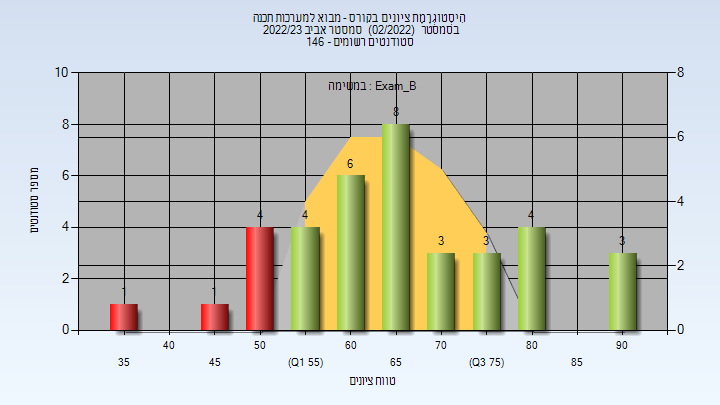 היסטוגרמת ציונים בקורס - מבוא למערכות תכנה
בסמסטר (02/2022) סמסטר אביב 2022/23
סטודנטים רשומים - 146
במשימה : Exam_B
מספר סטודנטים
10 8 6 4 2 0
8 6 4 2 0
1 1 4 4 6 8 3 3 4 3
40 50 60 70 80 90
35 45 (Q1 55) 65 (Q3 75) 85
טווח ציונים